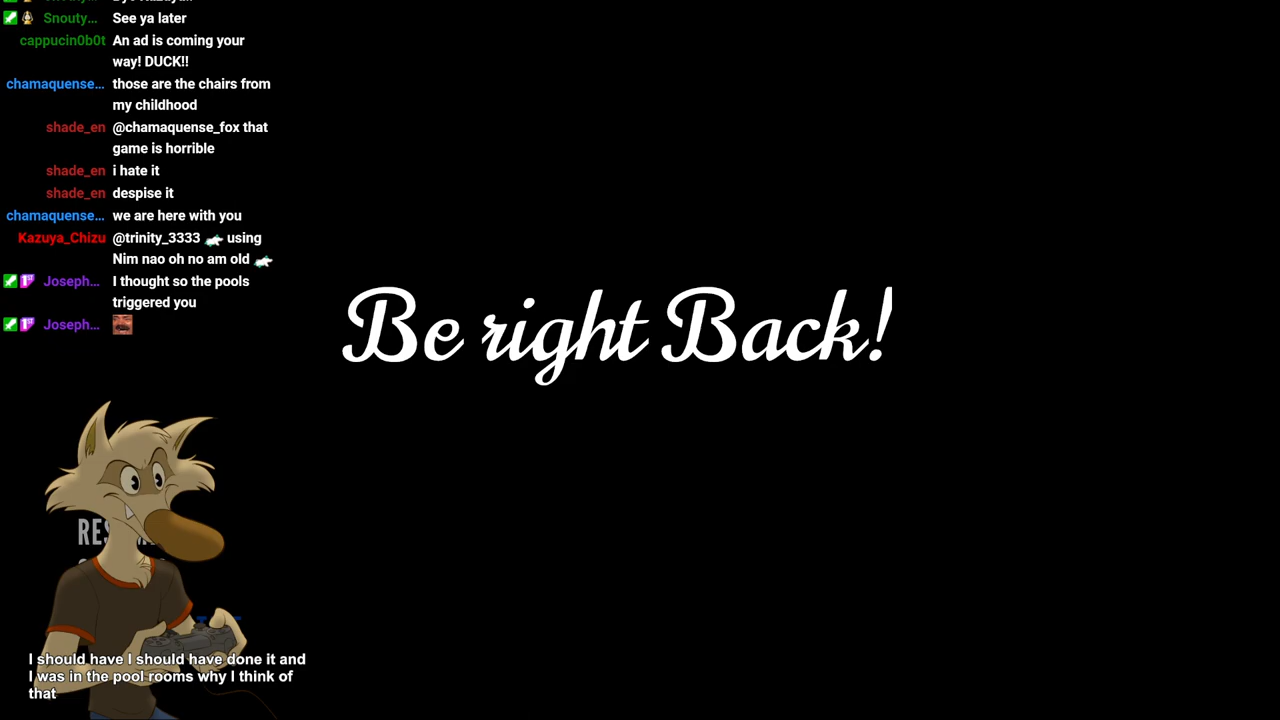 Snouty… See ya later
cappucin0b0t An ad is coming your
way! DUCK!!
chamaquense… those are the chairs from
my childhood
shade_en @chamaquense_fox that
game is horrible
shade_en i hate it
shade_en despise it
chamaquense… we are here with you
Kazuya_Chizu @trinity_3333 using
Nim nao oh no am old
Joseph… I thought so the pools
triggered you
Joseph…
Be right Back!
I should have I should have done it and
I was in the pool rooms why I think of
that